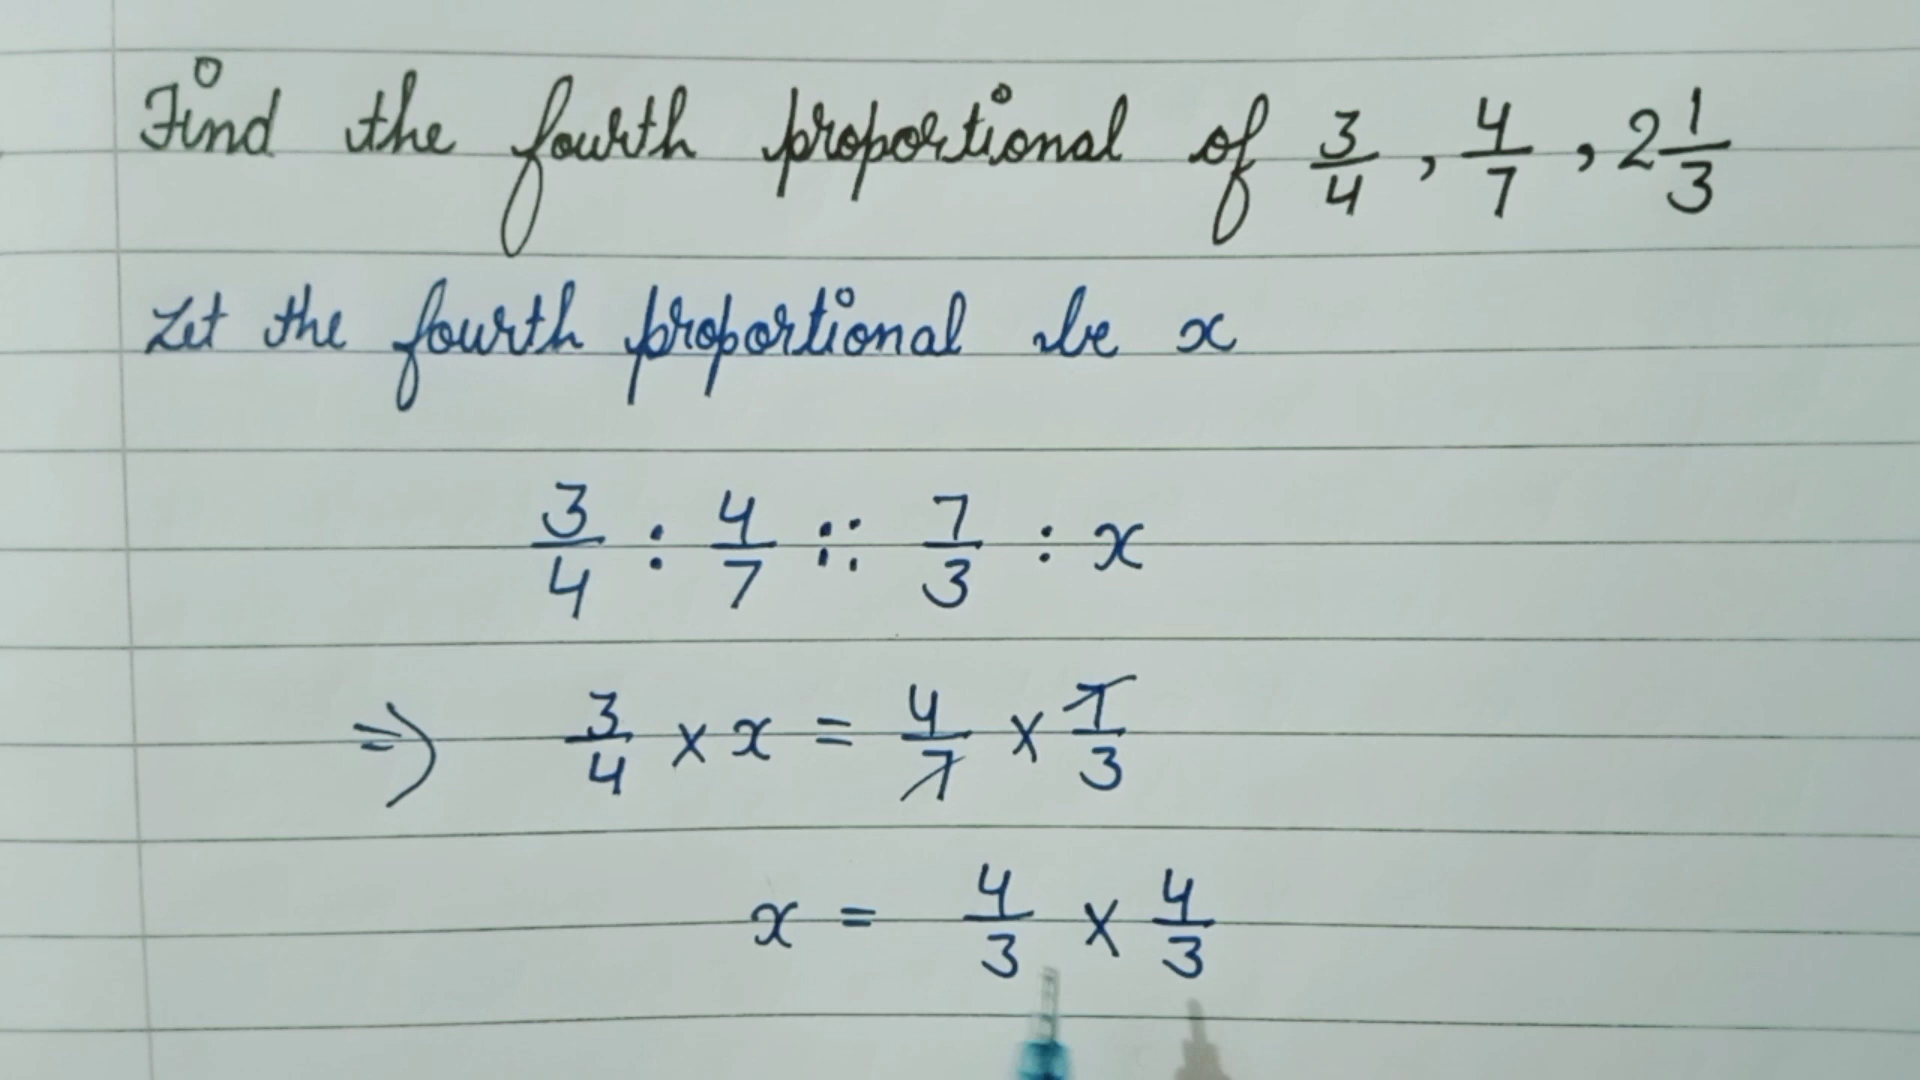 Find the fourth proportional of 3/4, 4/7, 2 1/3
Let the fourth proportional be x
3/4 : 4/7 :: 7/3 : x
⇒ 3/4 × x = 4/7 × 7/3
x = 4/3 × 4/3